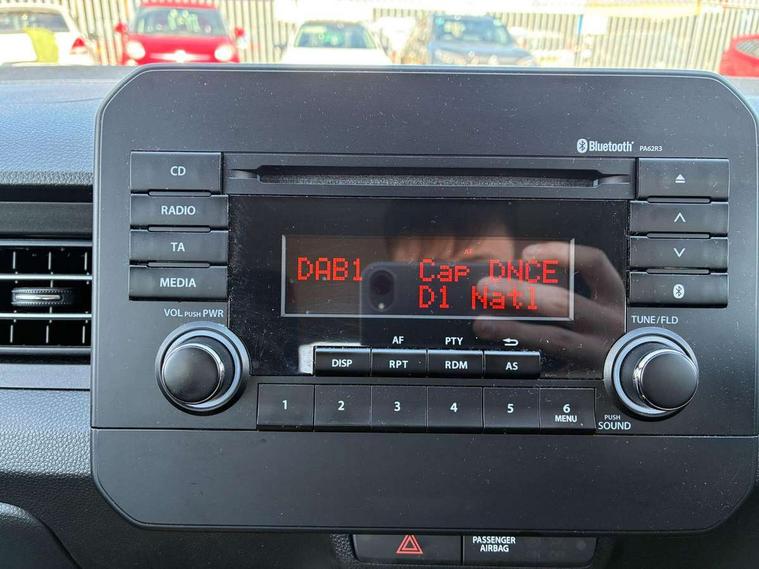 Bluetooth PA62R3
CD
RADIO
TA
MEDIA
VOL PUSH PWR
AF
DAB1 Cap DNCE
D1 Natl
TUNE/FLD
AF PTY
DISP RPT RDM AS
1 2 3 4 5 6
MENU
PUSH
SOUND
PASSENGER
AIRBAG